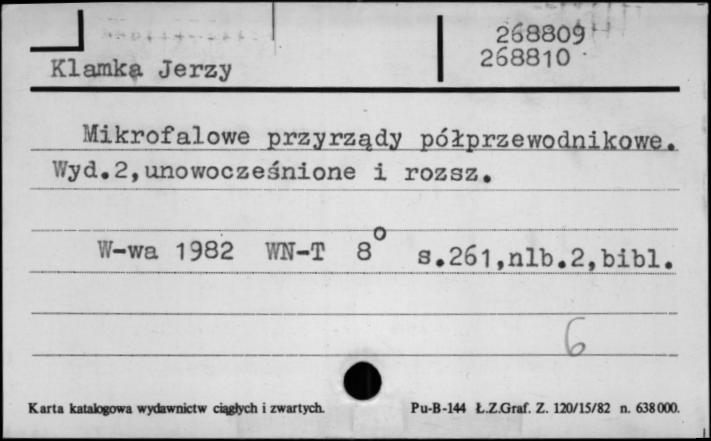 268809
268810
Klamka Jerzy
Mikrofalowe przyrządy półprzewodnikowe.
Wyd.2,unowocześnione i rozsz.
W-wa 1982 WN-T 8° s.261,nlb.2,bibl.
6
Karta katalogowa wydawnictw ciągłych i zwartych. Pu-B-144 Ł.Z.Graf. Z. 120/15/82 n. 638000.